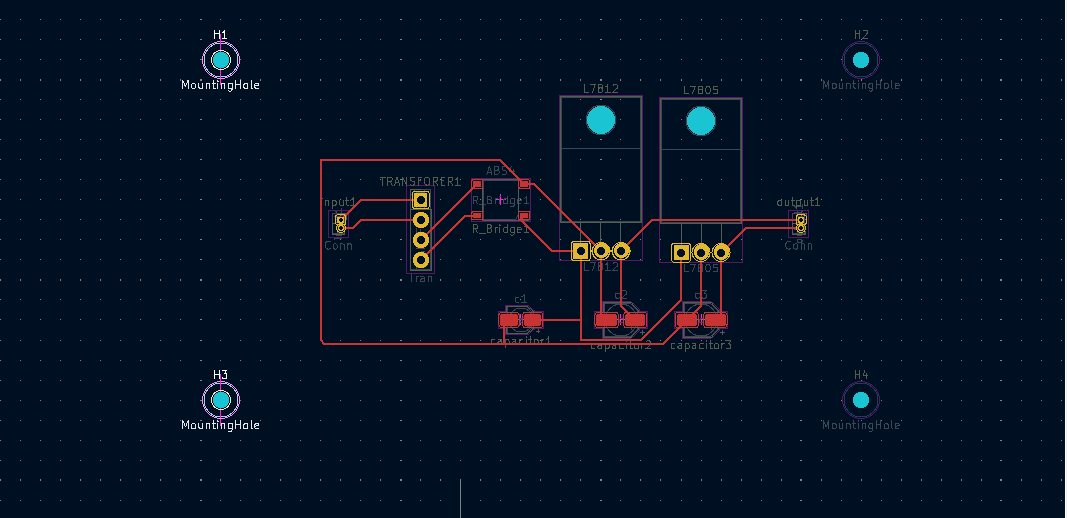 H1
MountingHole
H2
MountingHole
L7812
L7805
ABS4
TRANSFORER1
R_Bridge1
R_Bridge1
input1
Conn
Tran
output1
Conn
L7812
L7805
c1
capacitor1
c2
capacitor2
c3
capacitor3
H3
MountingHole
H4
MountingHole